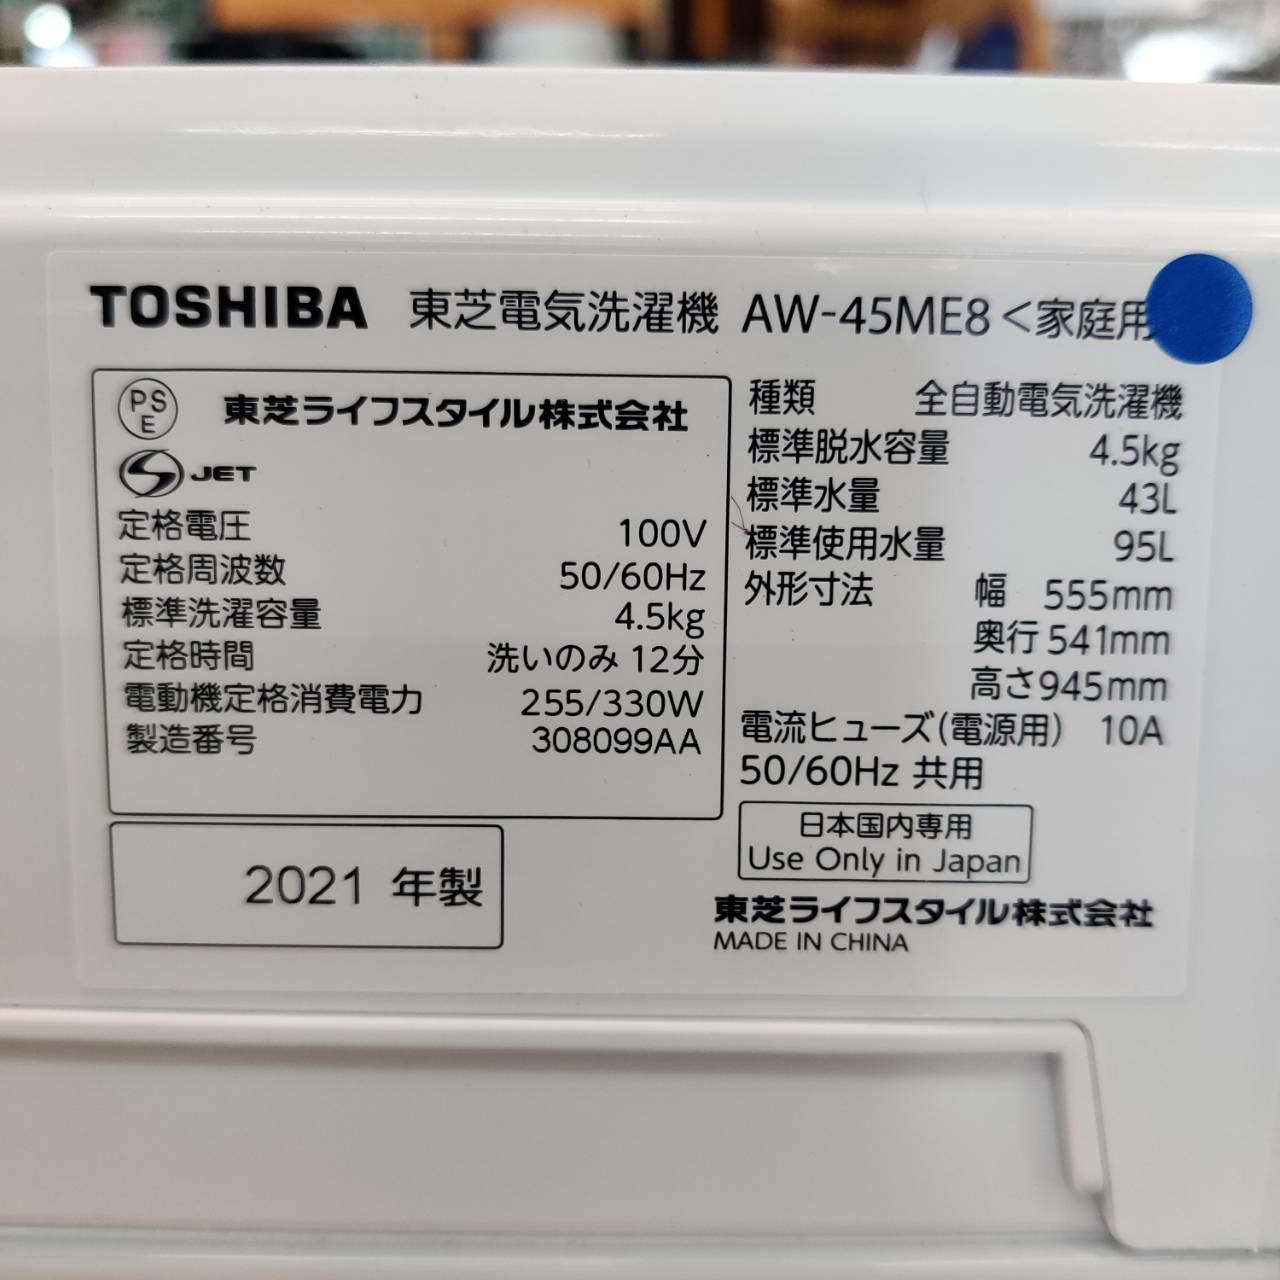 TOSHIBA 東芝電気洗濯機 AW-45ME8<家庭用
PSE 東芝ライフスタイル株式会社
S JET
定格電圧 100V
定格周波数 50/60Hz
標準洗濯容量 4.5kg
定格時間 洗いのみ 12分
電動機定格消費電力 255/330W
製造番号 308099AA
2021 年製
種類 全自動電気洗濯機
標準脱水容量 4.5kg
標準水量 43L
標準使用水量 95L
外形寸法 幅 555mm
奥行 541mm
高さ945mm
電流ヒューズ(電源用) 10A
50/60Hz 共用
日本国内専用
Use Only in Japan
東芝ライフスタイル株式会社
MADE IN CHINA